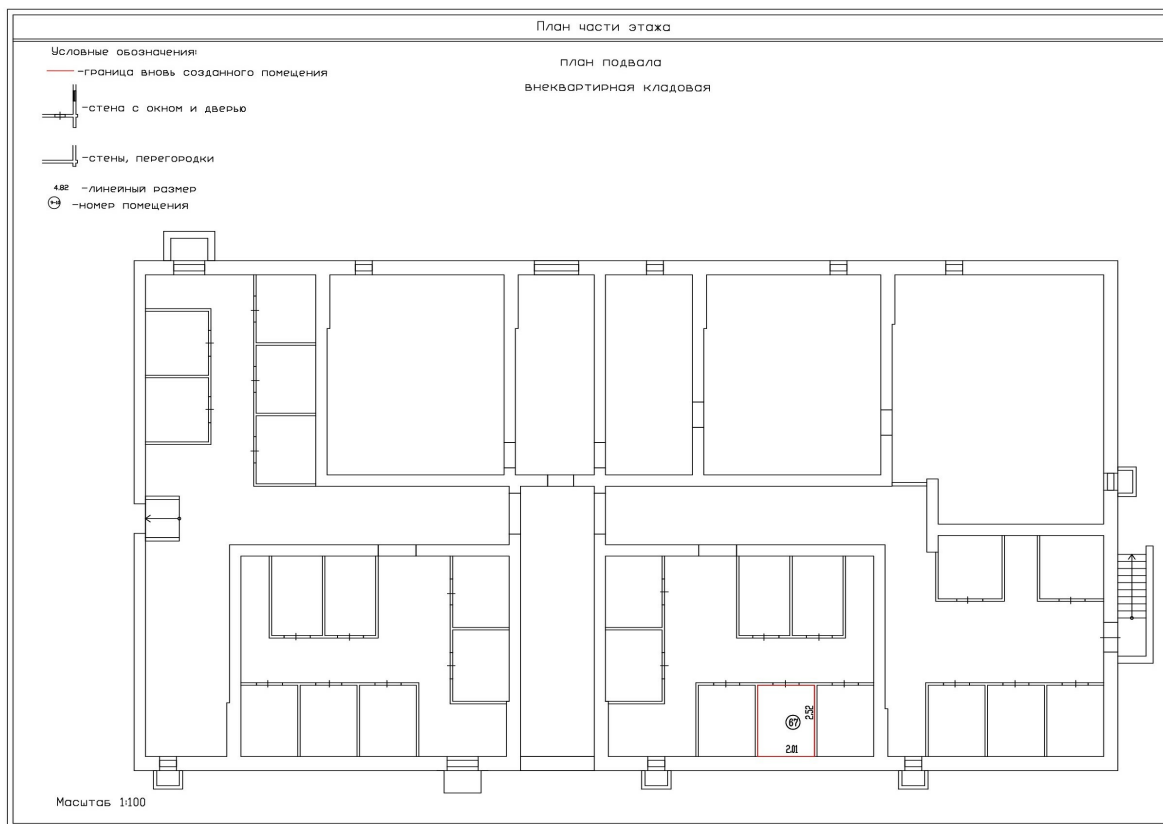 План части этажа
Условные обозначения:
-граница вновь созданного помещения
-стена с окном и дверью
-стены, перегородки
4.82 -линейный размер
-номер помещения
план подвала
внеквартирная кладовая
67
2.52
2.01
Масштаб 1:100